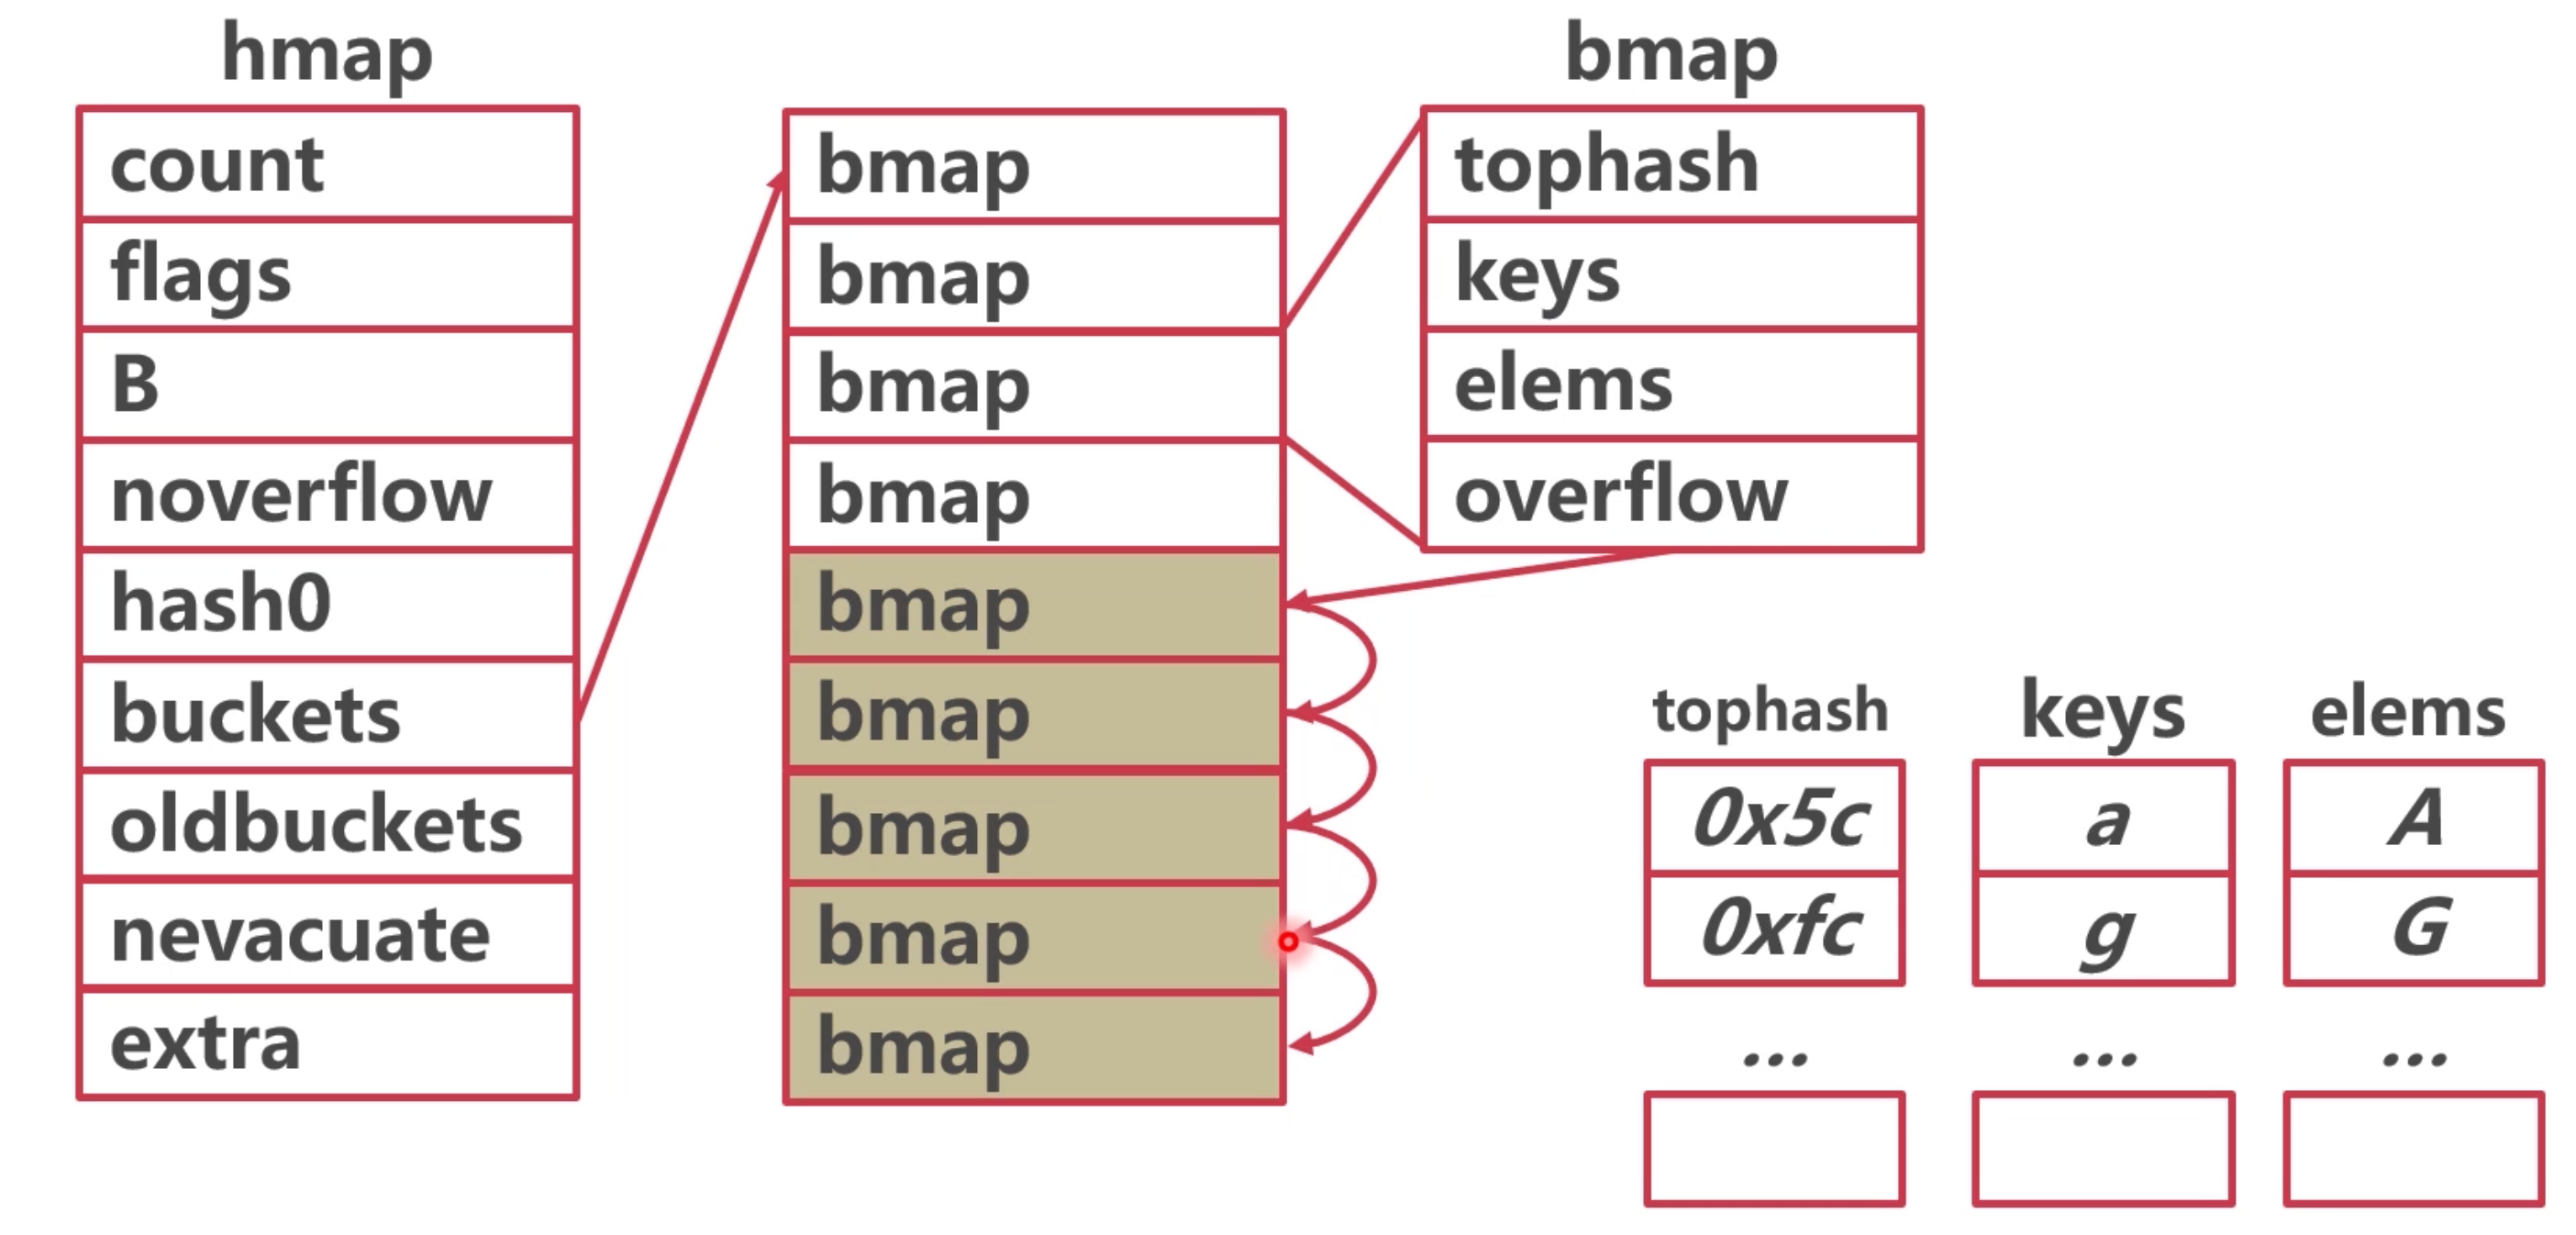 hmap
count
flags
B
noverflow
hash0
buckets
oldbuckets
nevacuate
extra
bmap
bmap
bmap
bmap
bmap
bmap
bmap
bmap
bmap
bmap
tophash
keys
elems
overflow
tophash keys elems
0x5c a A
0xfc g G
... ... ...